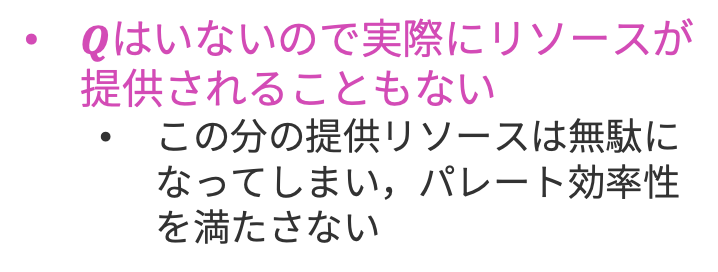 • Qはいないので実際にリソースが
提供されることもない
• この分の提供リソースは無駄に
なってしまい，パレート効率性
を満たさない